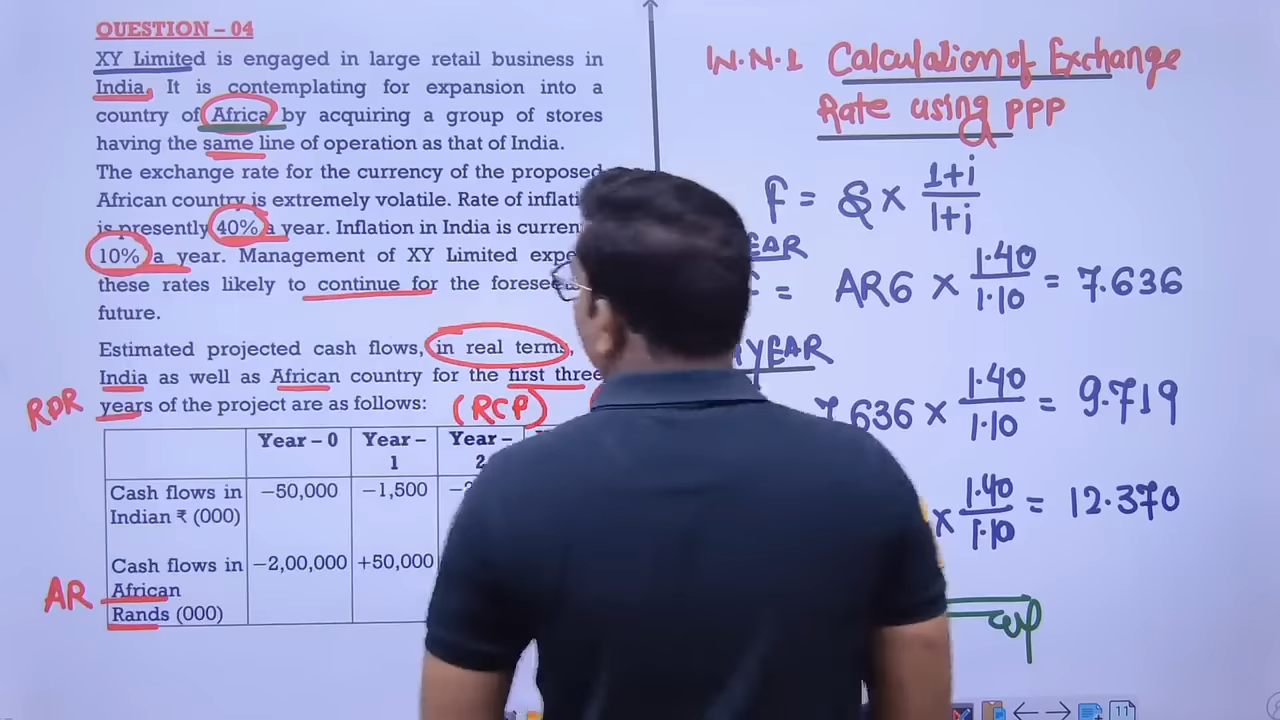 QUESTION – 04
XY Limited is engaged in large retail business in
India. It is contemplating for expansion into a
country of Africa by acquiring a group of stores
having the same line of operation as that of India.
The exchange rate for the currency of the proposed
African country is extremely volatile. Rate of inflati
is presently 40% a year. Inflation in India is curren
10% a year. Management of XY Limited expe
these rates likely to continue for the foresee
future.
Estimated projected cash flows, in real terms,
India as well as African country for the first three
RDR years of the project are as follows: (RCP)
Year – 0 Year – 1 Year – 2
Cash flows in Indian ₹ (000) −50,000 −1,500
Cash flows in African Rands (000) −2,00,000 +50,000
AR
W.N.1 Calculation of Exchange
Rate using PPP
f = S × 1+i / 1+i
EAR
= AR6 × 1.40 / 1.10 = 7.636
YEAR
7.636 × 1.40 / 1.10 = 9.719
× 1.40 / 1.10 = 12.370
11